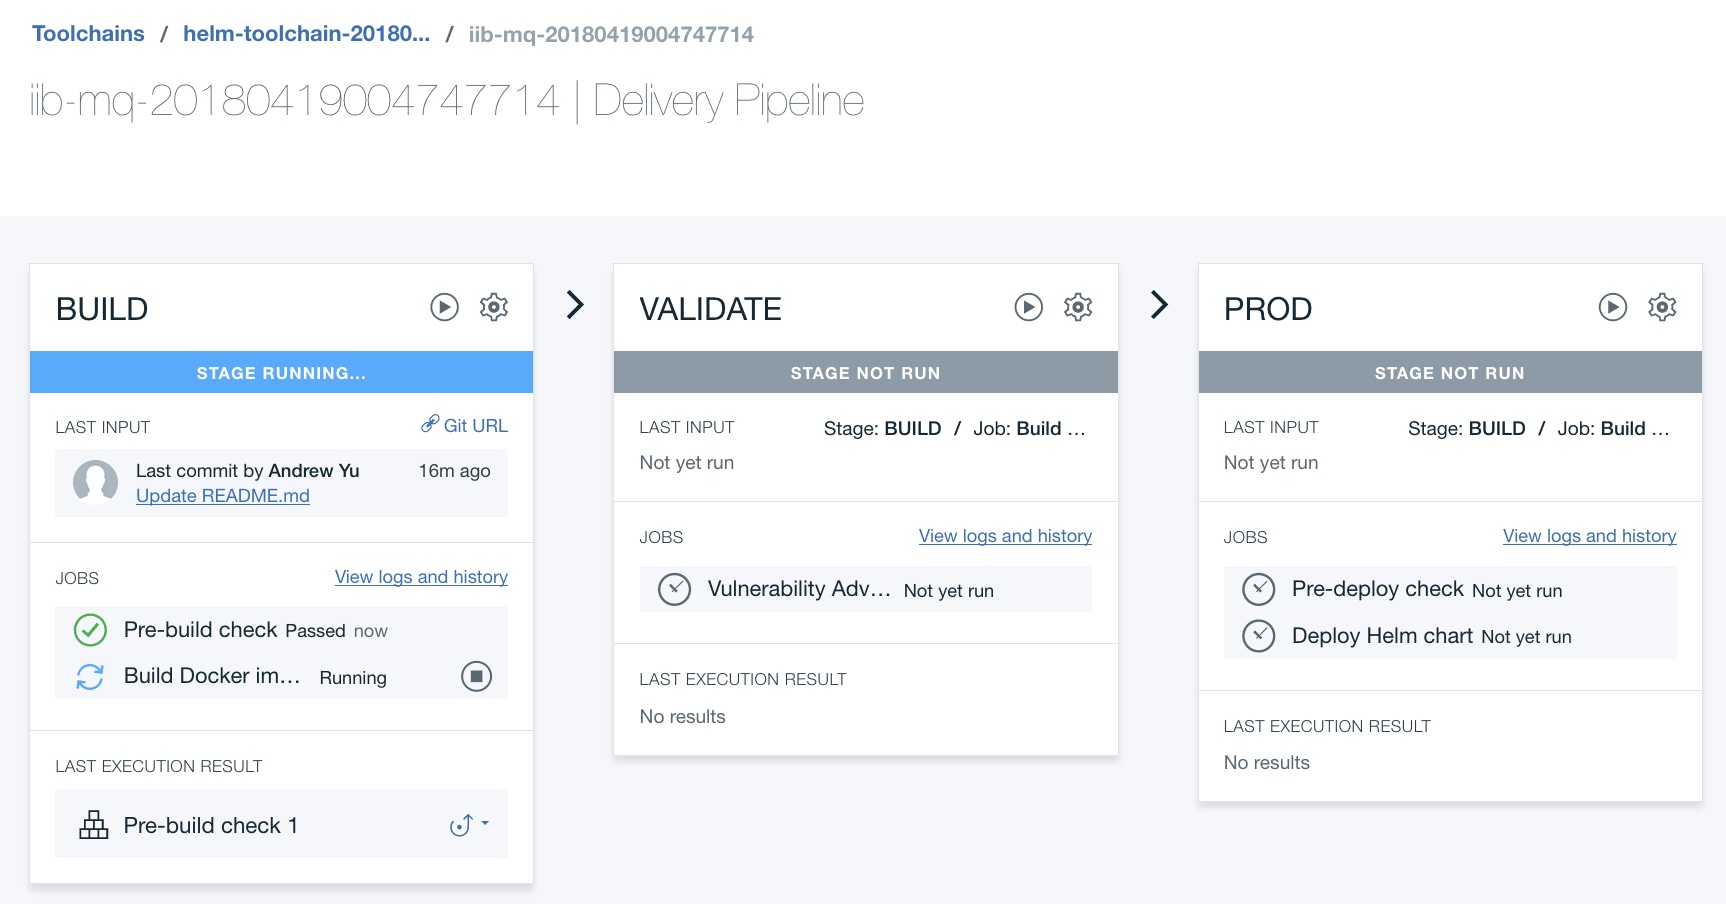 Toolchains / helm-toolchain-20180... / iib-mq-20180419004747714
iib-mq-20180419004747714 | Delivery Pipeline
BUILD
STAGE RUNNING...
LAST INPUT Git URL
Last commit by Andrew Yu 16m ago
Update README.md
JOBS View logs and history
Pre-build check Passed now
Build Docker im... Running
LAST EXECUTION RESULT
Pre-build check 1
VALIDATE
STAGE NOT RUN
LAST INPUT Stage: BUILD / Job: Build ...
Not yet run
JOBS View logs and history
Vulnerability Adv... Not yet run
LAST EXECUTION RESULT
No results
PROD
STAGE NOT RUN
LAST INPUT Stage: BUILD / Job: Build ...
Not yet run
JOBS View logs and history
Pre-deploy check Not yet run
Deploy Helm chart Not yet run
LAST EXECUTION RESULT
No results